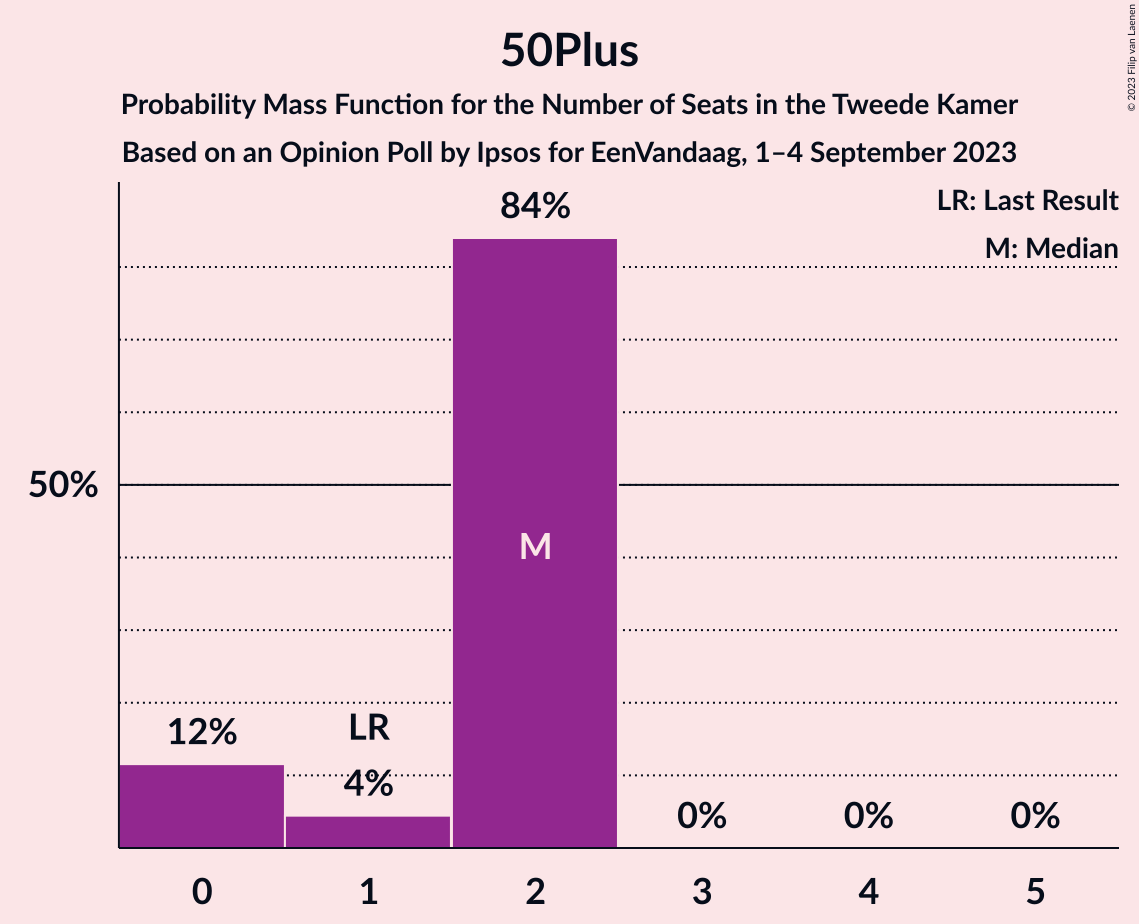 50Plus
Probability Mass Function for the Number of Seats in the Tweede Kamer
Based on an Opinion Poll by Ipsos for EenVandaag, 1–4 September 2023
© 2023 Filip van Laenen
LR: Last Result
M: Median
84%
50%
M
12%
LR
4%
0%
0%
0%
0
1
2
3
4
5